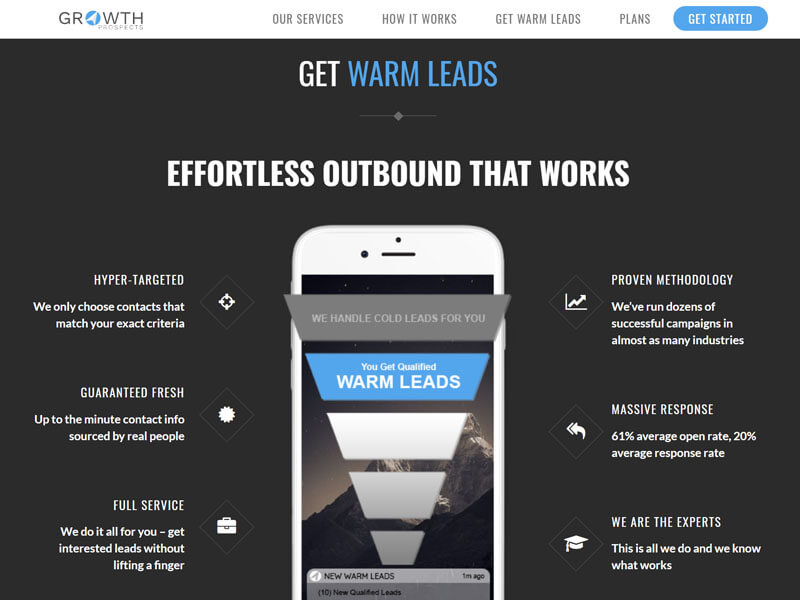 GROWTH
PROSPECTS
OUR SERVICES
HOW IT WORKS
GET WARM LEADS
PLANS
GET STARTED
GET WARM LEADS
EFFORTLESS OUTBOUND THAT WORKS
HYPER-TARGETED
We only choose contacts that
match your exact criteria
GUARANTEED FRESH
Up to the minute contact info
sourced by real people
FULL SERVICE
We do it all for you – get
interested leads without
lifting a finger
WE HANDLE COLD LEADS FOR YOU
You Get Qualified
WARM LEADS
NEW WARM LEADS
1m ago
(10) New Qualified Leads
PROVEN METHODOLOGY
We've run dozens of
successful campaigns in
almost as many industries
MASSIVE RESPONSE
61% average open rate, 20%
average response rate
WE ARE THE EXPERTS
This is all we do and we know
what works